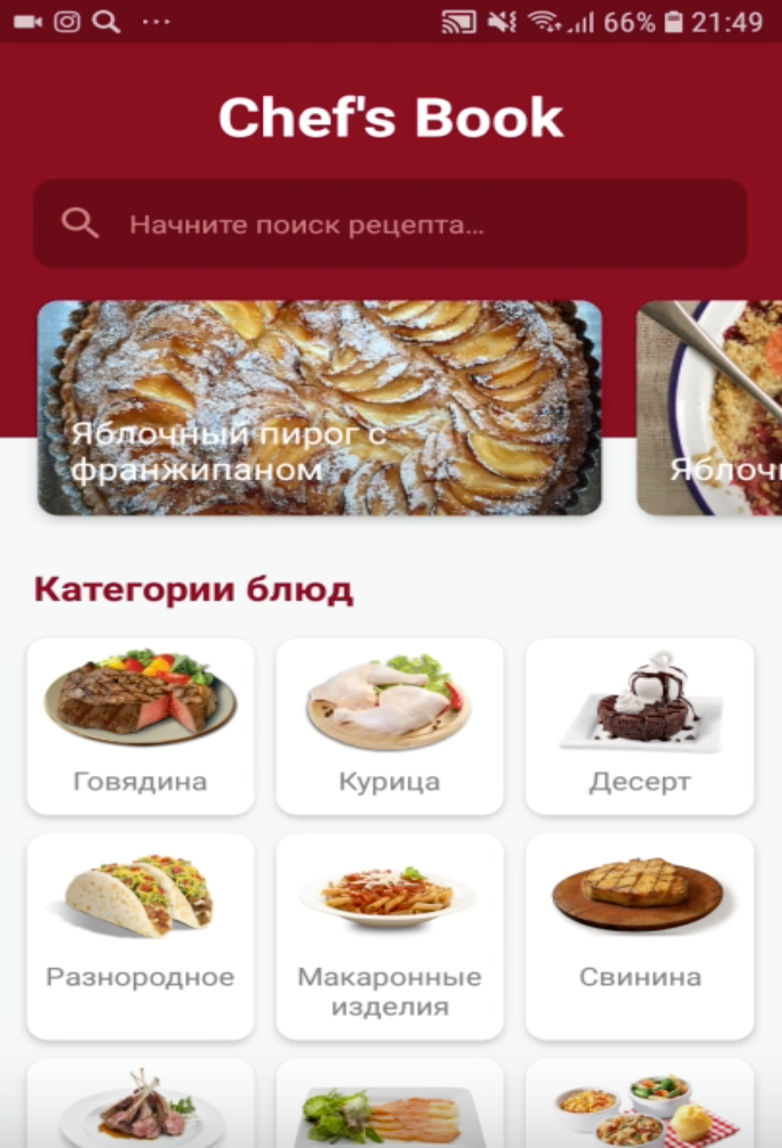 66% 21:49
Chef's Book
Начните поиск рецепта...
Яблочный пирог с
франжипаном
Категории блюд
Говядина
Курица
Десерт
Разнородное
Макаронные
изделия
Свинина